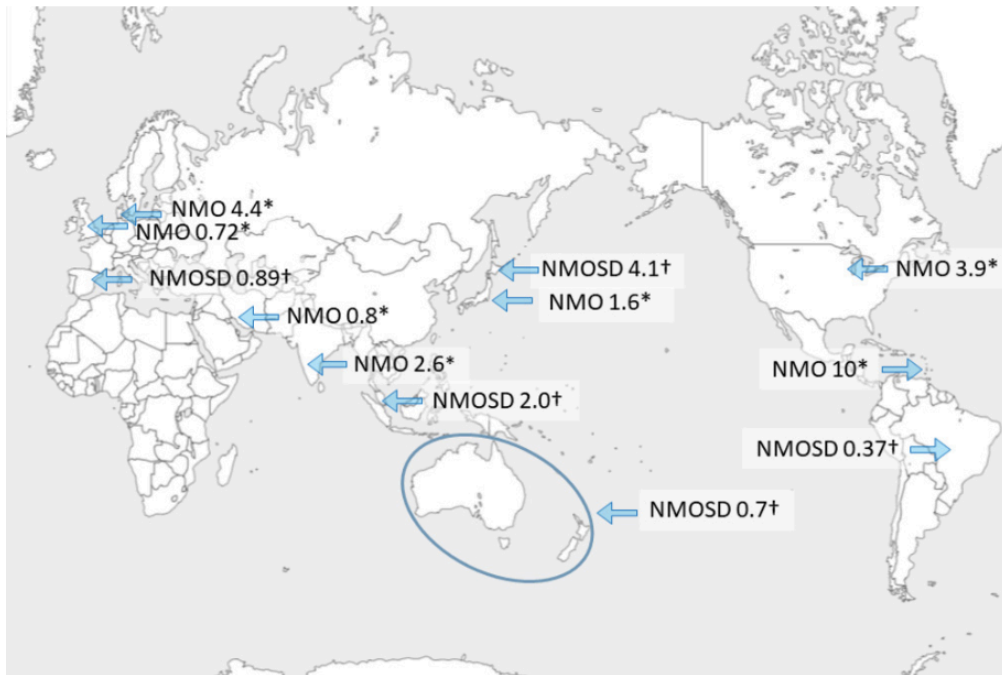 NMO 4.4*
NMO 0.72*
NMOSD 0.89†
NMO 0.8*
NMO 2.6*
NMOSD 2.0†
NMOSD 4.1†
NMO 1.6*
NMO 3.9*
NMO 10*
NMOSD 0.37†
NMOSD 0.7†